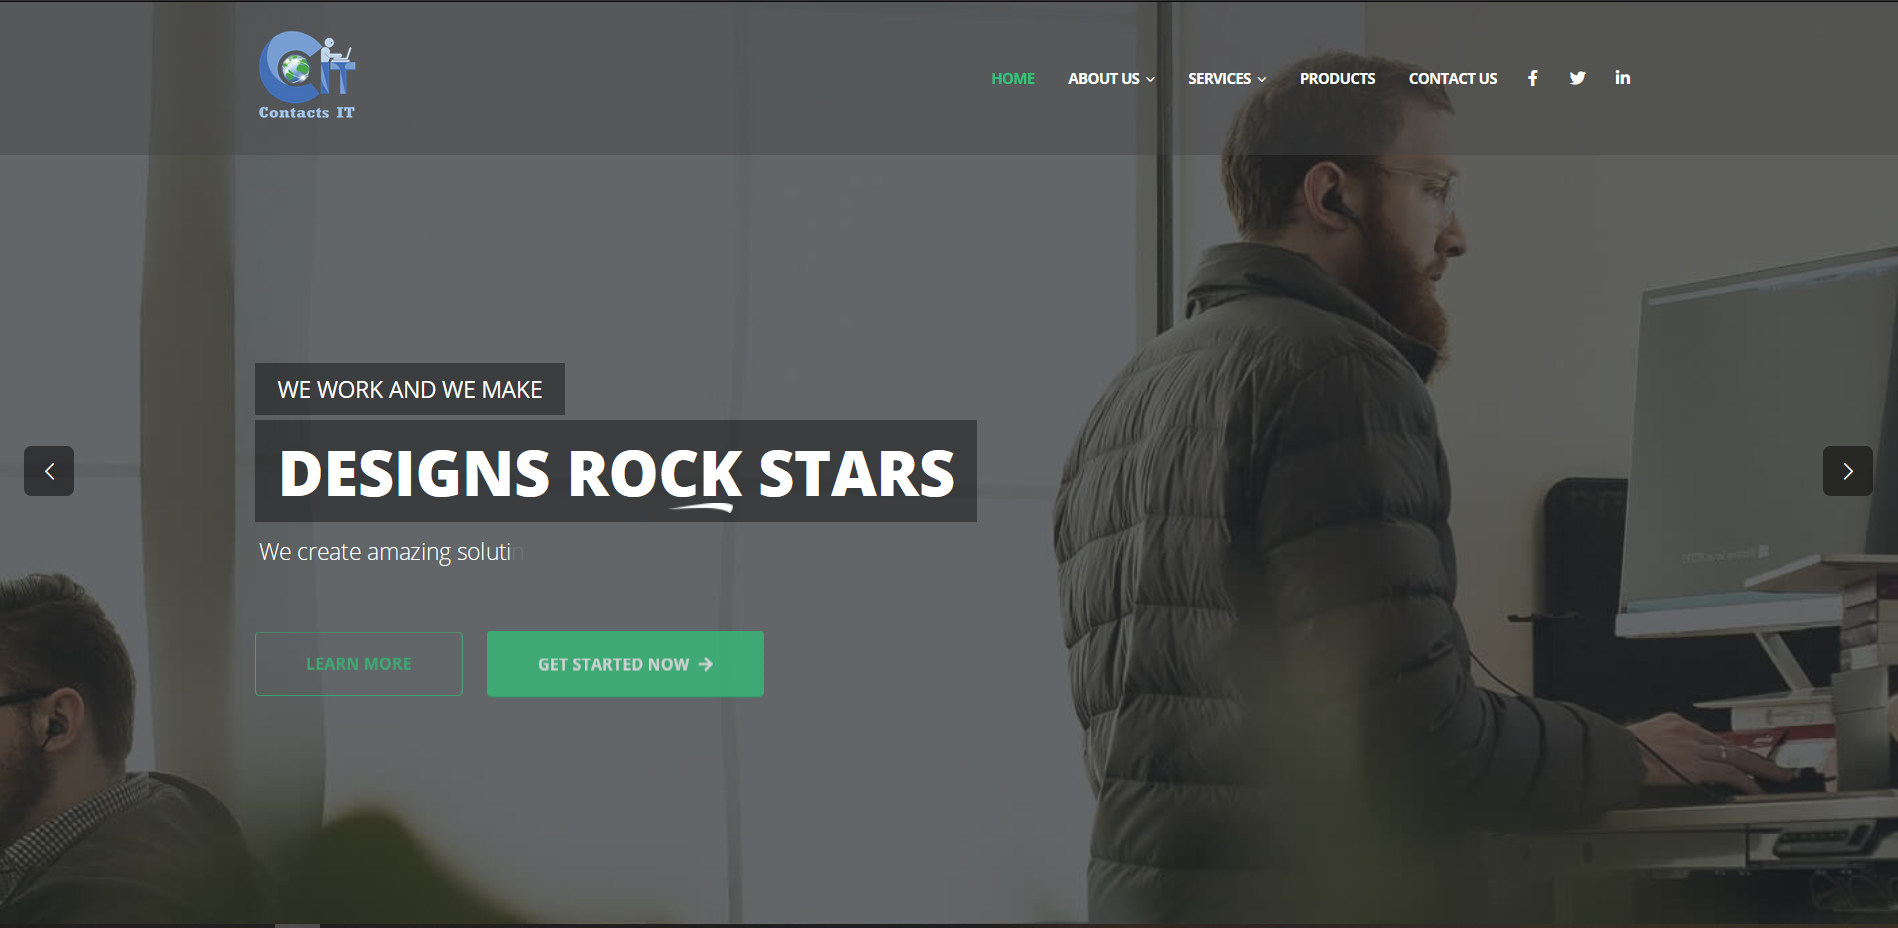 CIT
Contacts IT
HOME
ABOUT US
SERVICES
PRODUCTS
CONTACT US
WE WORK AND WE MAKE
DESIGNS ROCK STARS
We create amazing soluti
LEARN MORE
GET STARTED NOW